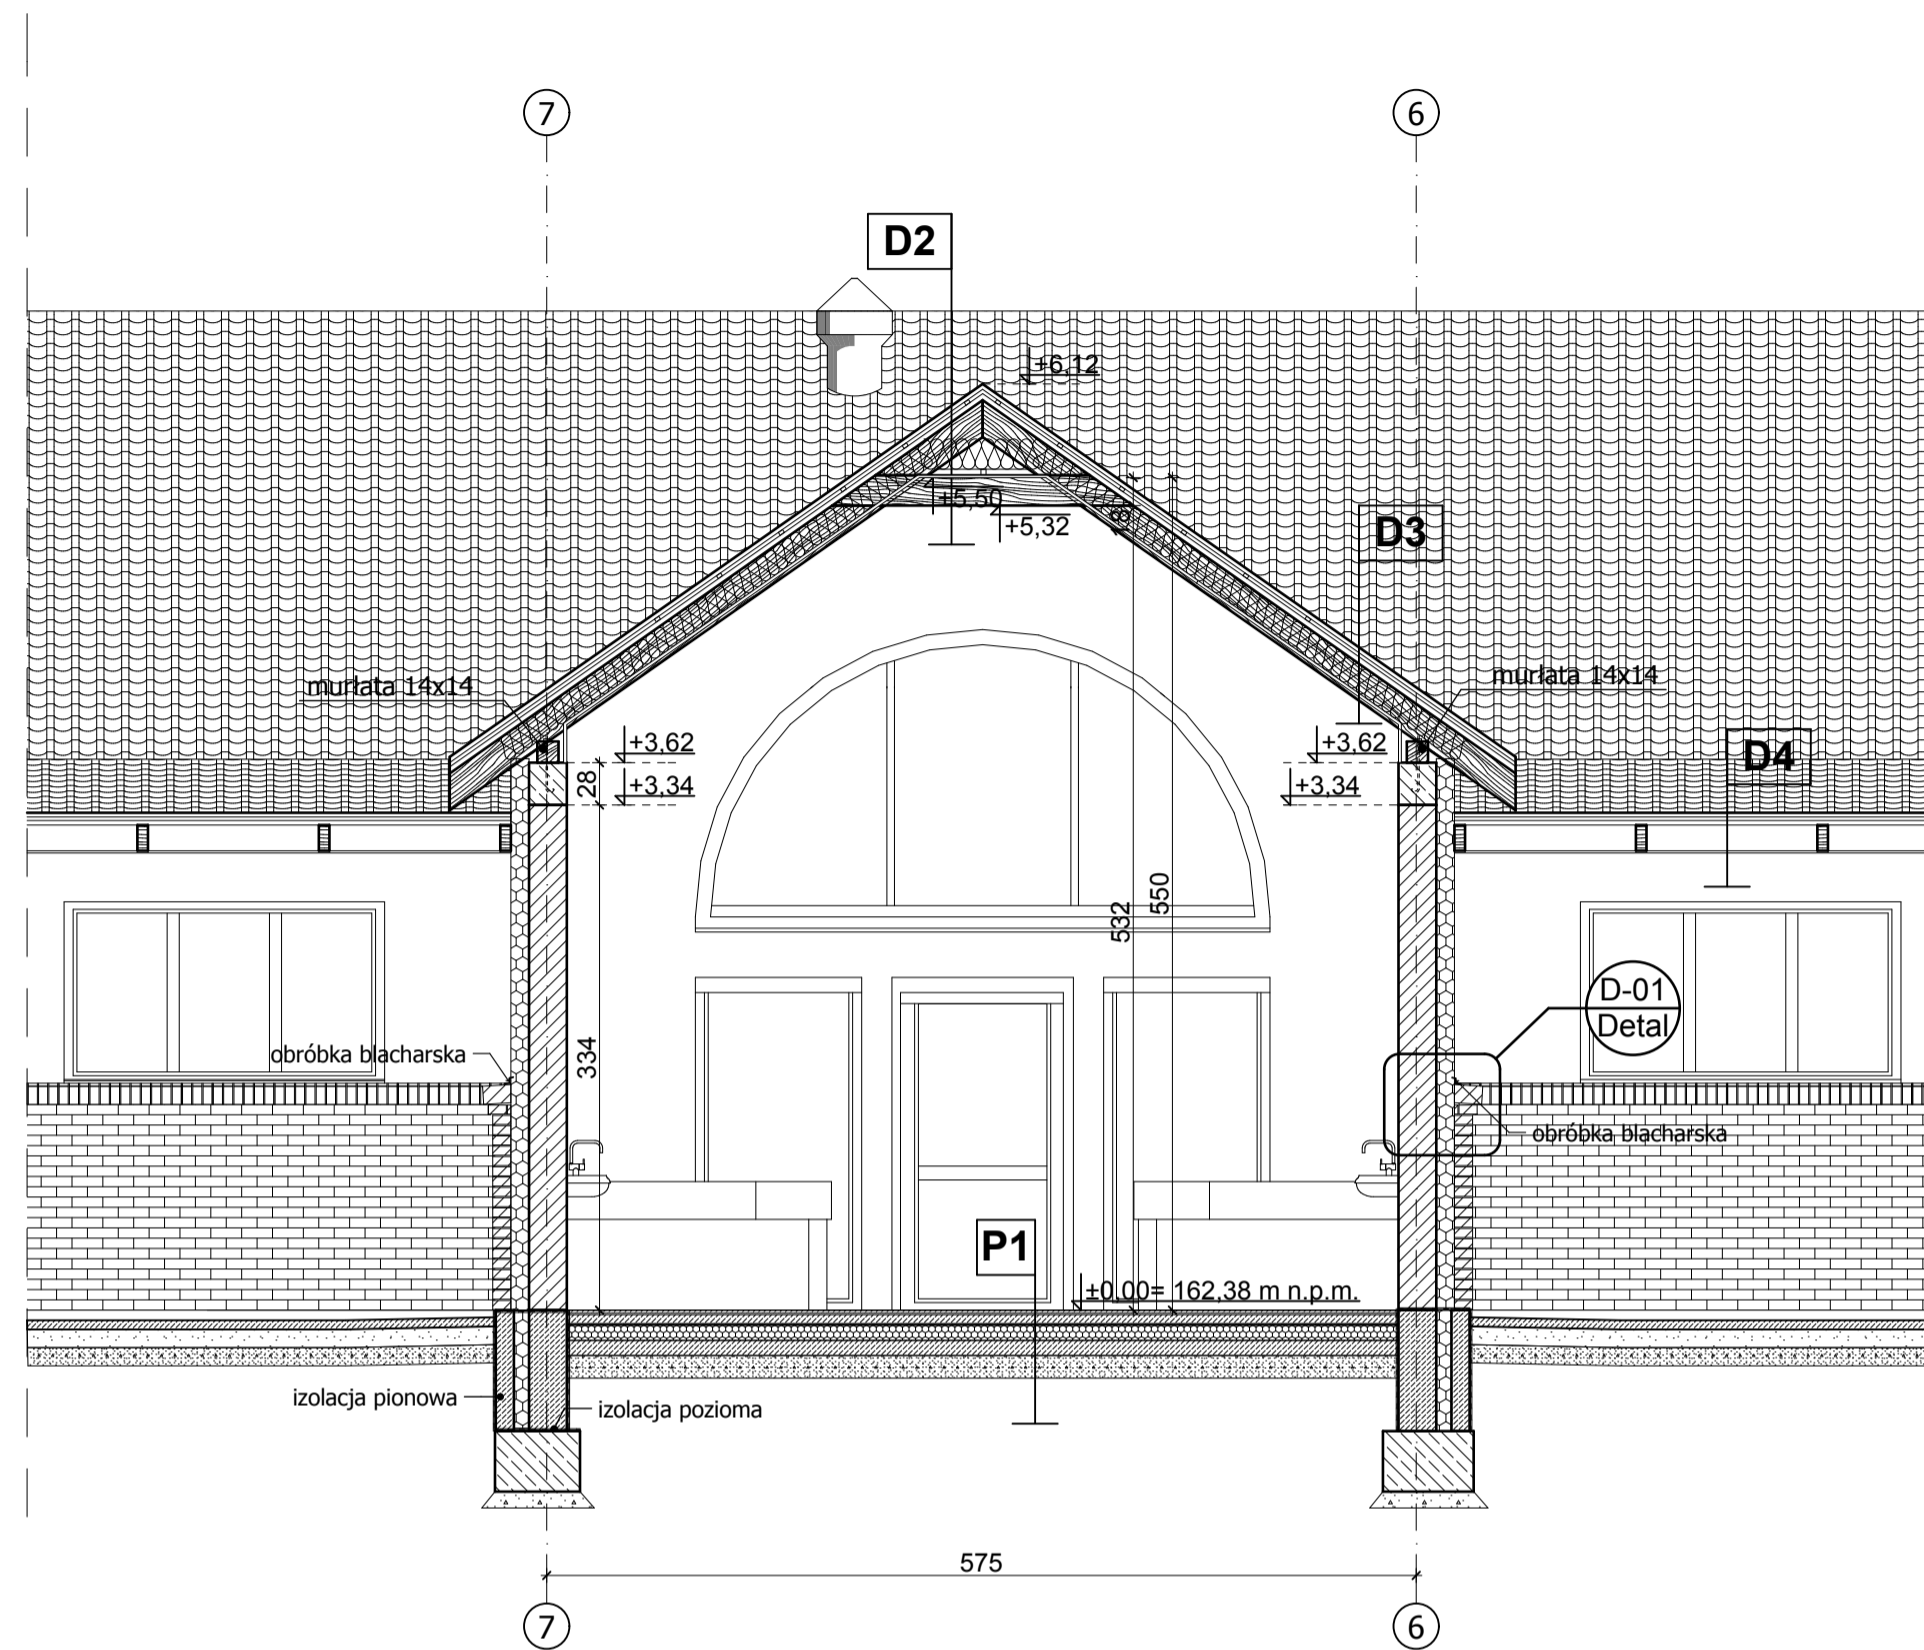 7
6
D2
+6,12
+5,50
+5,32
18
D3
murłata 14x14
murłata 14x14
+3,62
+3,62
28
+3,34
+3,34
D4
532
550
334
D-01
Detal
obróbka blacharska
obróbka blacharska
P1
±0,00= 162,38 m n.p.m.
izolacja pionowa
izolacja pozioma
575
7
6